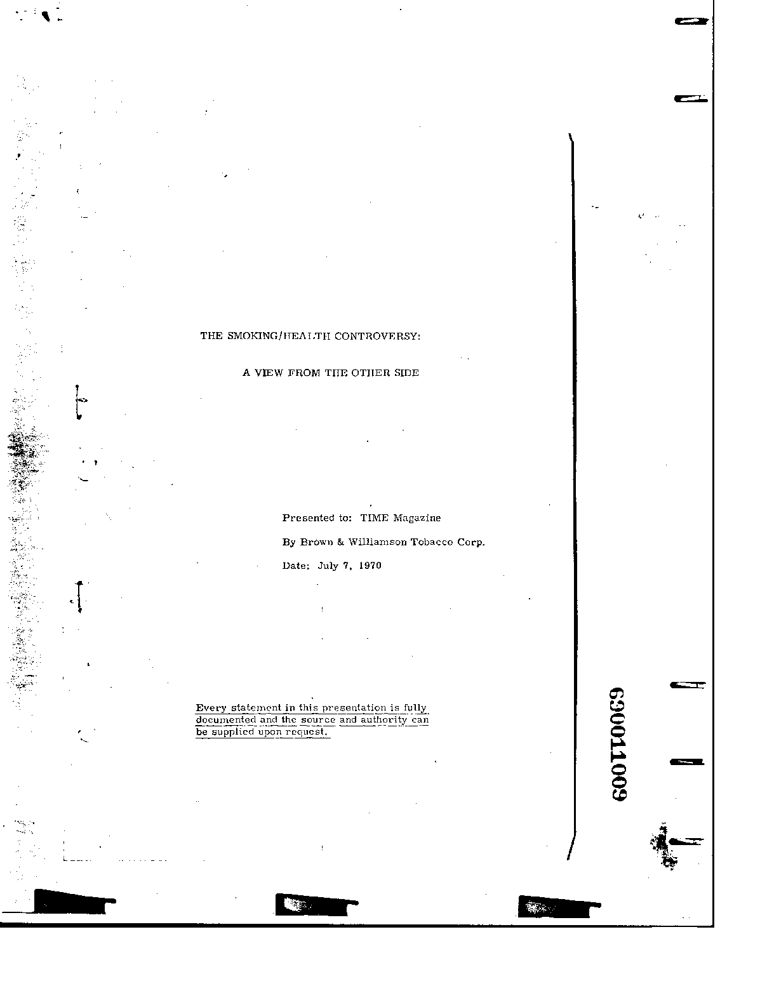 THE SMOKING/HEALTH CONTROVERSY:
A VIEW FROM THE OTHER SIDE
Presented to: TIME Magazine
By Brown & Williamson Tobacco Corp.
Date: July 7, 1970
Every statement in this presentation is fully
documented and the source and authority can
be supplied upon request.
690011009